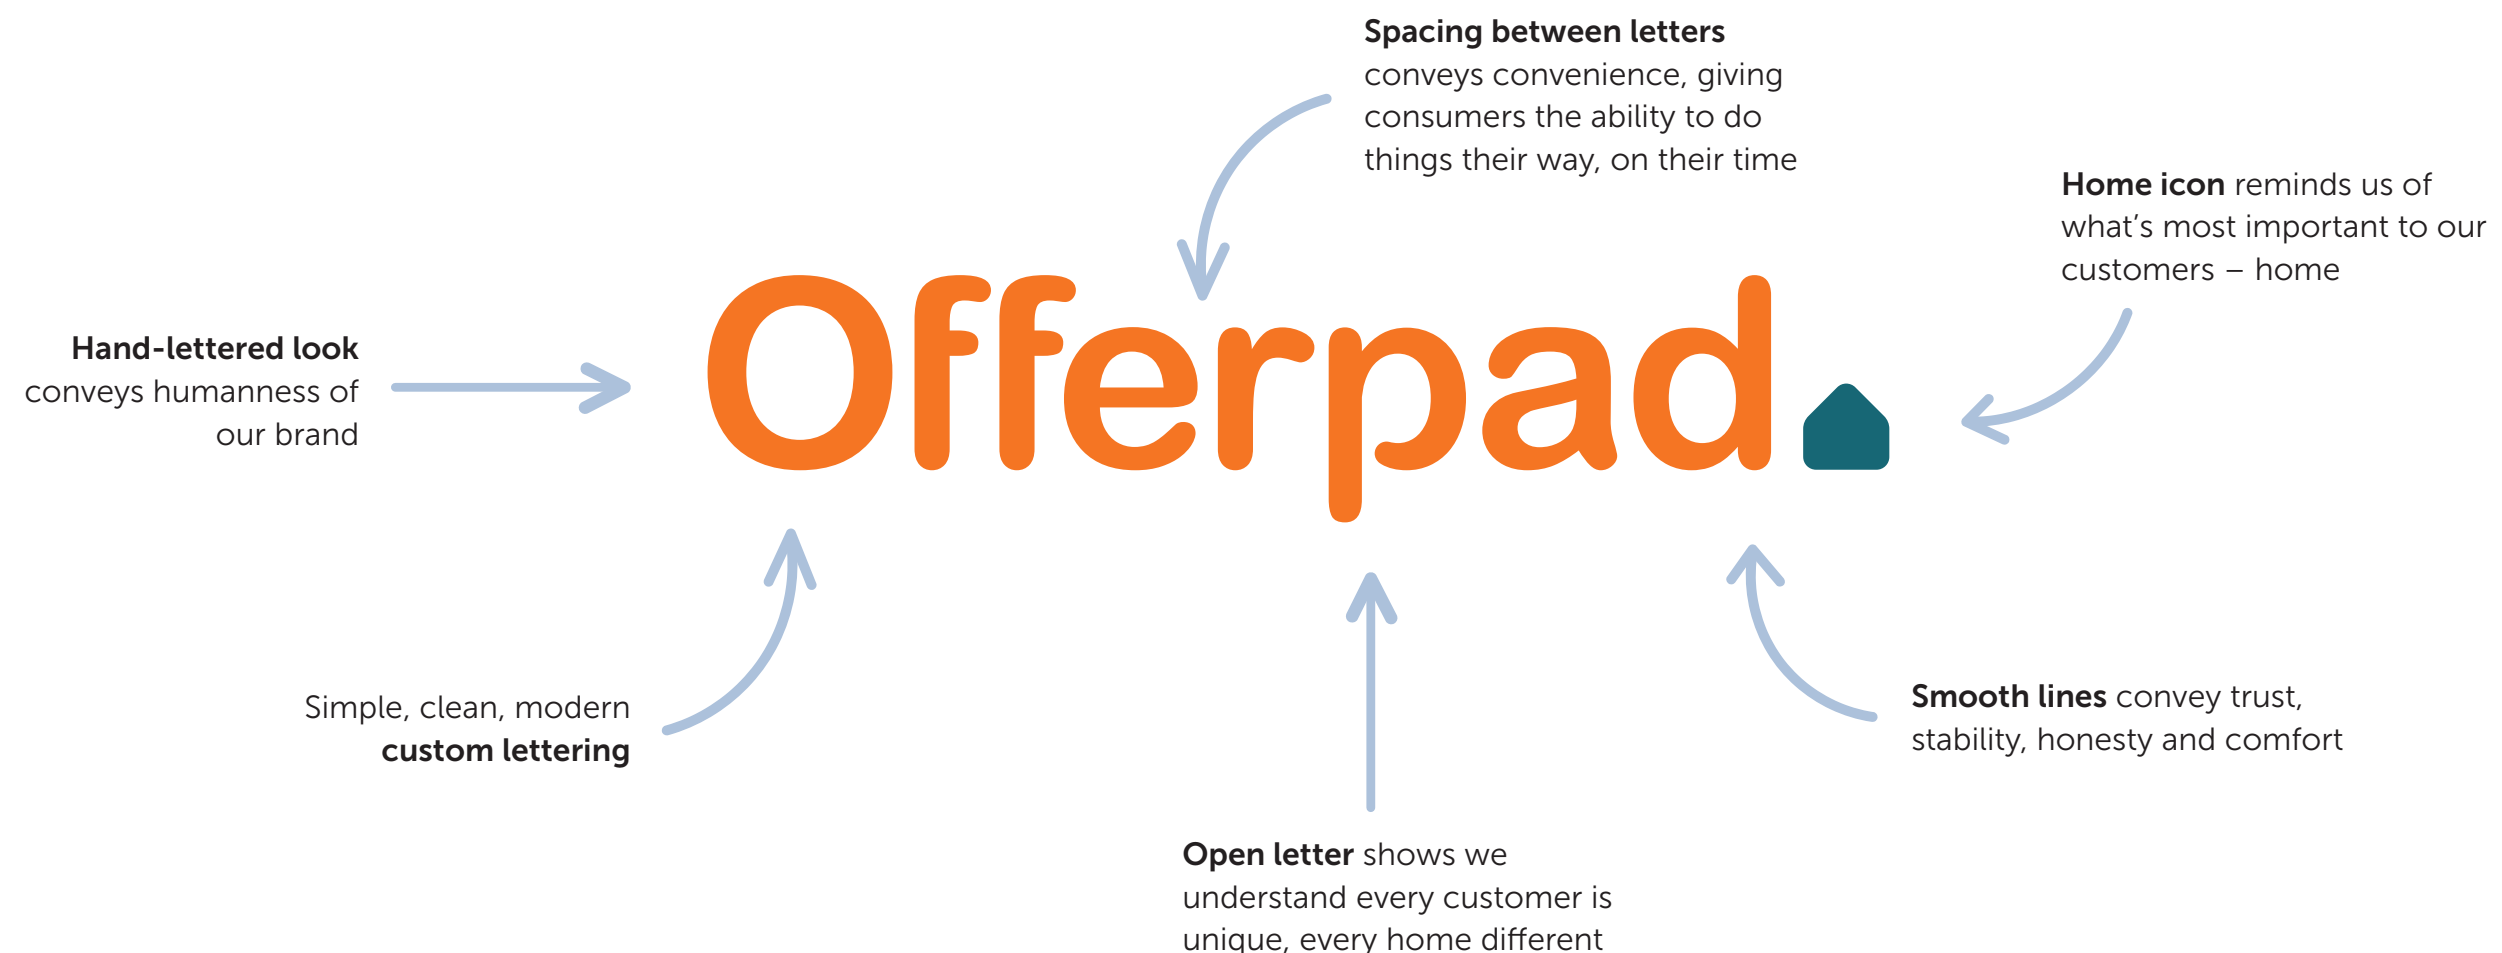 Spacing between letters
conveys convenience, giving
consumers the ability to do
things their way, on their time
Home icon reminds us of
what's most important to our
customers – home
Hand-lettered look
conveys humanness of
our brand
Offerpad
Simple, clean, modern
custom lettering
Smooth lines convey trust,
stability, honesty and comfort
Open letter shows we
understand every customer is
unique, every home different